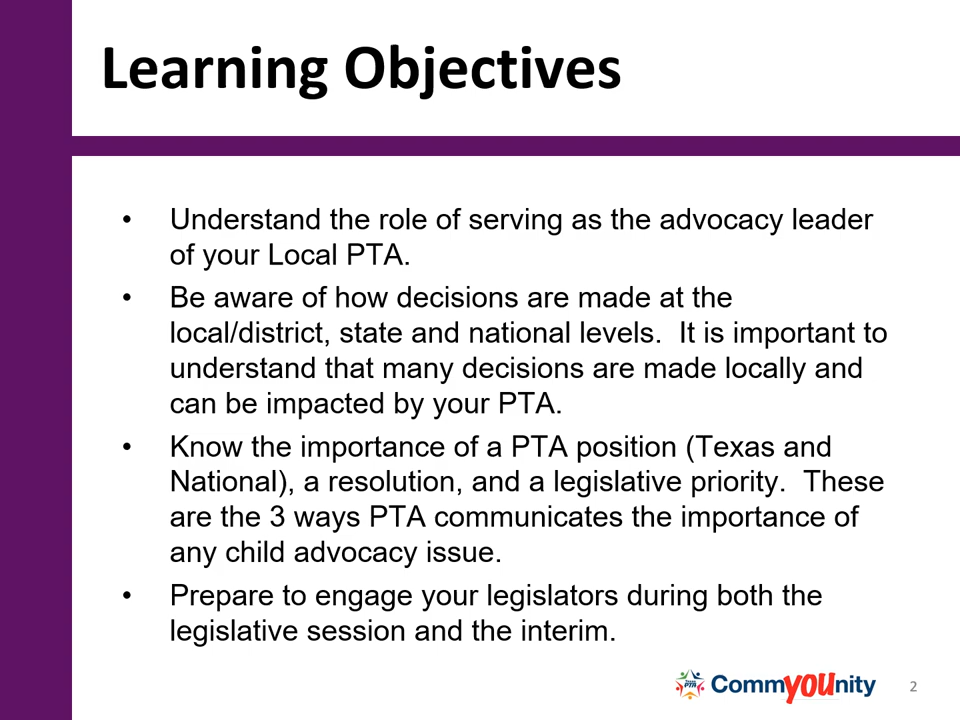 Learning Objectives
• Understand the role of serving as the advocacy leader
of your Local PTA.
• Be aware of how decisions are made at the
local/district, state and national levels.  It is important to
understand that many decisions are made locally and
can be impacted by your PTA.
• Know the importance of a PTA position (Texas and
National), a resolution, and a legislative priority.  These
are the 3 ways PTA communicates the importance of
any child advocacy issue.
• Prepare to engage your legislators during both the
legislative session and the interim.
Texas
PTA
CommYOUnity
2